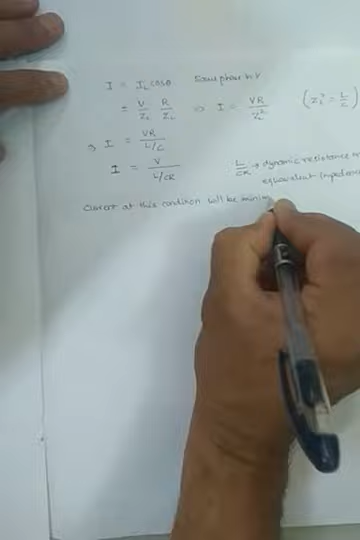 I = I_L cosθ Same phase
= V/Z_L R/Z_L ⇒ I = VR/Z_L² (Z_L² = L/C)
⇒ I = VR/L/C
I = V/L/CR L/CR → dynamic resistance
equivalent impedance
Current at this condition will be minim